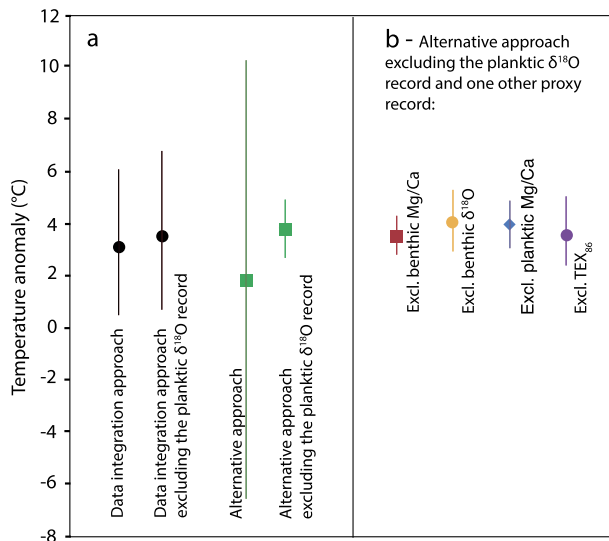 12
10
8
6
4
2
0
-2
-4
-6
-8
Temperature anomaly (°C)
a
Data integration approach
Data integration approach
excluding the planktic δ¹⁸O record
Alternative approach
Alternative approach
excluding the planktic δ¹⁸O record
b - Alternative approach
excluding the planktic δ¹⁸O
record and one other proxy
record:
Excl. benthic Mg/Ca
Excl. benthic δ¹⁸O
Excl. planktic Mg/Ca
Excl. TEX₈₆